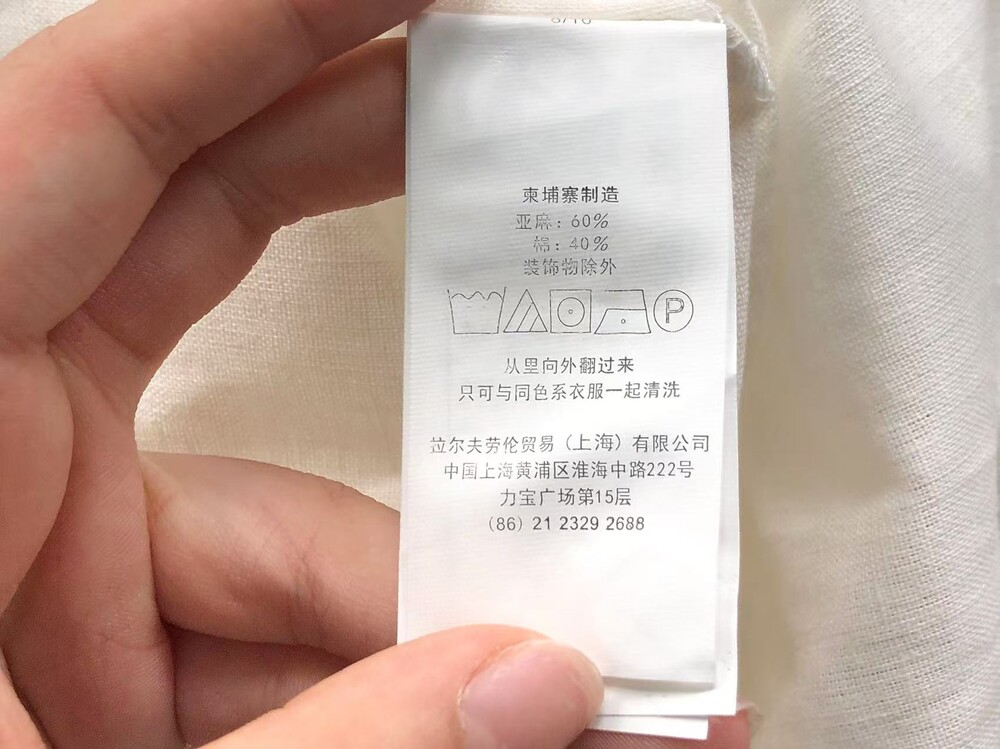 柬埔寨制造
亚麻：60%
棉：40%
装饰物除外
P
从里向外翻过来
只可与同色系衣服一起清洗
拉尔夫劳伦贸易（上海）有限公司
中国上海黄浦区淮海中路222号
力宝广场第15层
（86）21 2329 2688